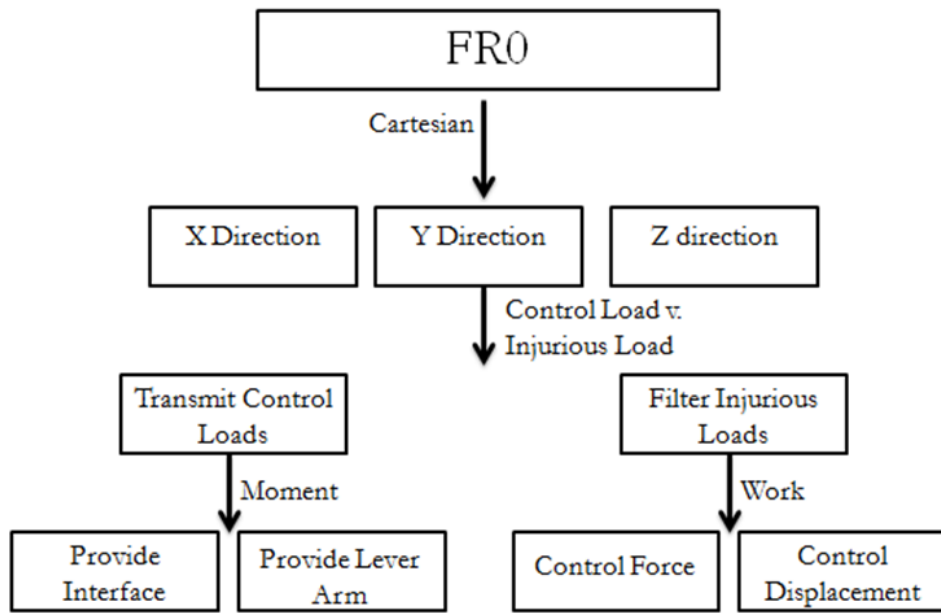 FR0
Cartesian
X Direction
Y Direction
Z direction
Control Load v.
Injurious Load
Transmit Control
Loads
Filter Injurious
Loads
Moment
Work
Provide
Interface
Provide Lever
Arm
Control Force
Control
Displacement